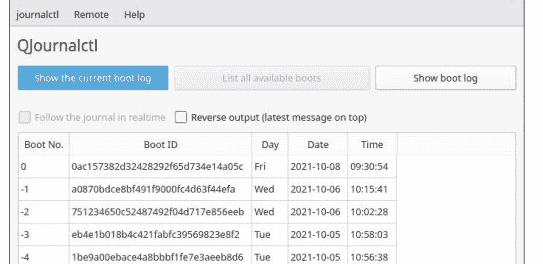 journalctl Remote Help
QJournalctl
Show the current boot log List all available boots Show boot log
Follow the journal in realtime Reverse output (latest message on top)
Boot No. Boot ID Day Date Time
0 0ac157382d32428292f65d734e14a05c Fri 2021-10-08 09:30:54
-1 a0870bdce8bf491f9000fc4d63f44efa Wed 2021-10-06 10:15:41
-2 751234650c52487492f04d717e856eeb Wed 2021-10-06 10:02:28
-3 eb4e1b018b4c421fabfc39569823e8f2 Tue 2021-10-05 10:58:03
-4 1be9a00ebace4a8bbbf1fe7e3aeeb8d6 Tue 2021-10-05 10:56:38